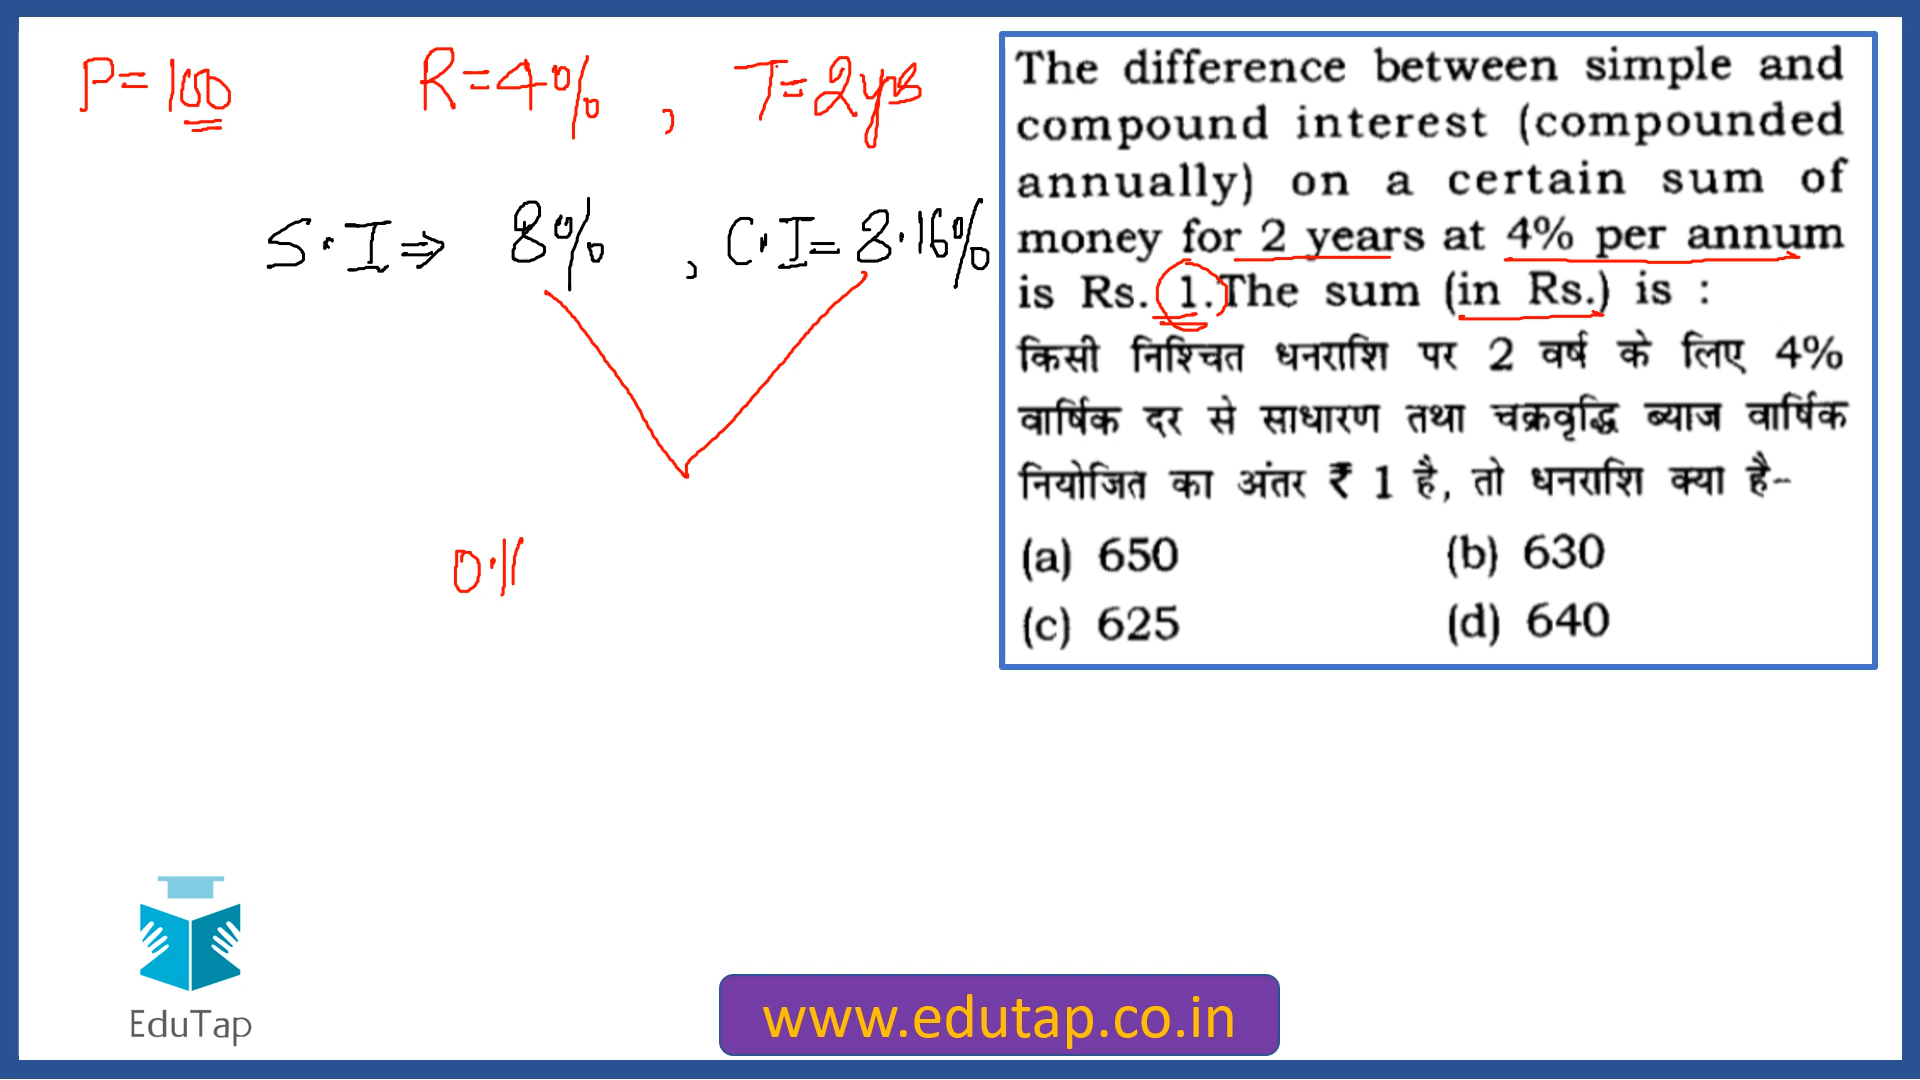 P=100 R=4% , T=2yrs
S.I⇒ 8% , C.I=8.16%
0.1
The difference between simple and
compound interest (compounded
annually) on a certain sum of
money for 2 years at 4% per annum
is Rs. 1.The sum (in Rs.) is :
किसी निश्चित धनराशि पर 2 वर्ष के लिए 4%
वार्षिक दर से साधारण तथा चक्रवृद्धि ब्याज वार्षिक
नियोजित का अंतर ₹ 1 है, तो धनराशि क्या है-
(a) 650 (b) 630
(c) 625 (d) 640
EduTap
www.edutap.co.in